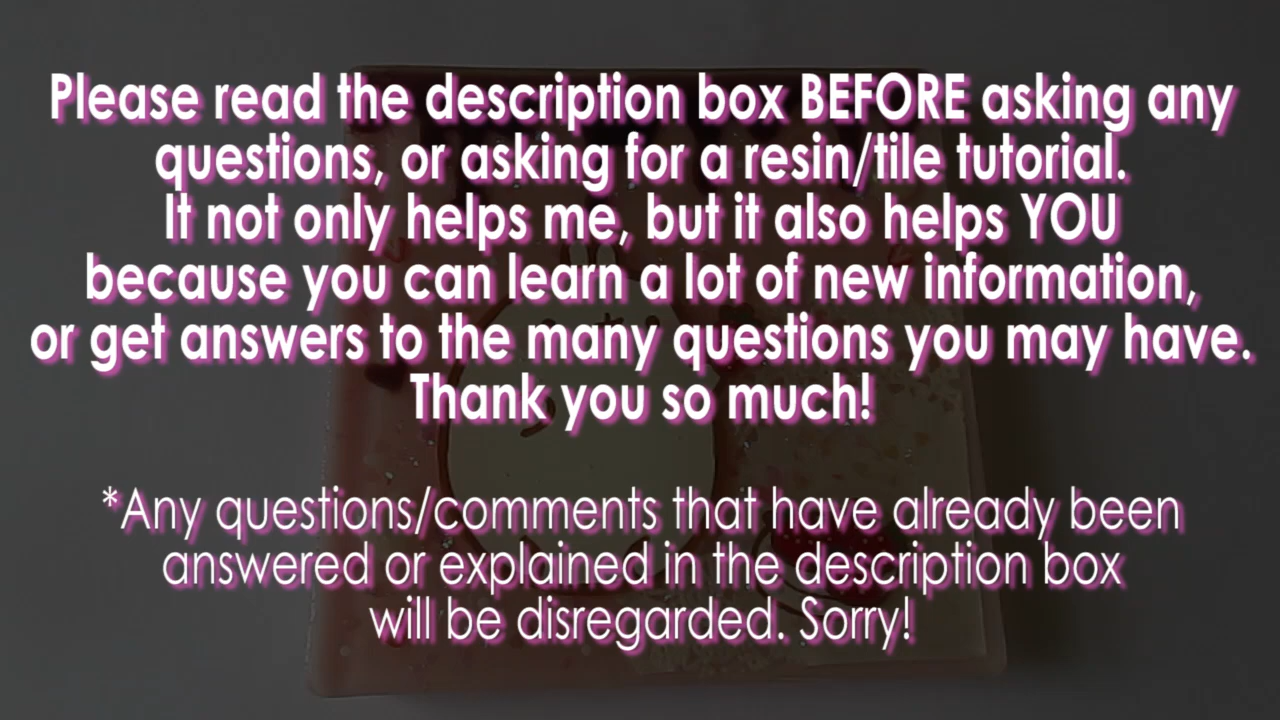 Please read the description box BEFORE asking any
questions, or asking for a resin/tile tutorial.
It not only helps me, but it also helps YOU
because you can learn a lot of new information,
or get answers to the many questions you may have.
Thank you so much!
*Any questions/comments that have already been
answered or explained in the description box
will be disregarded. Sorry!